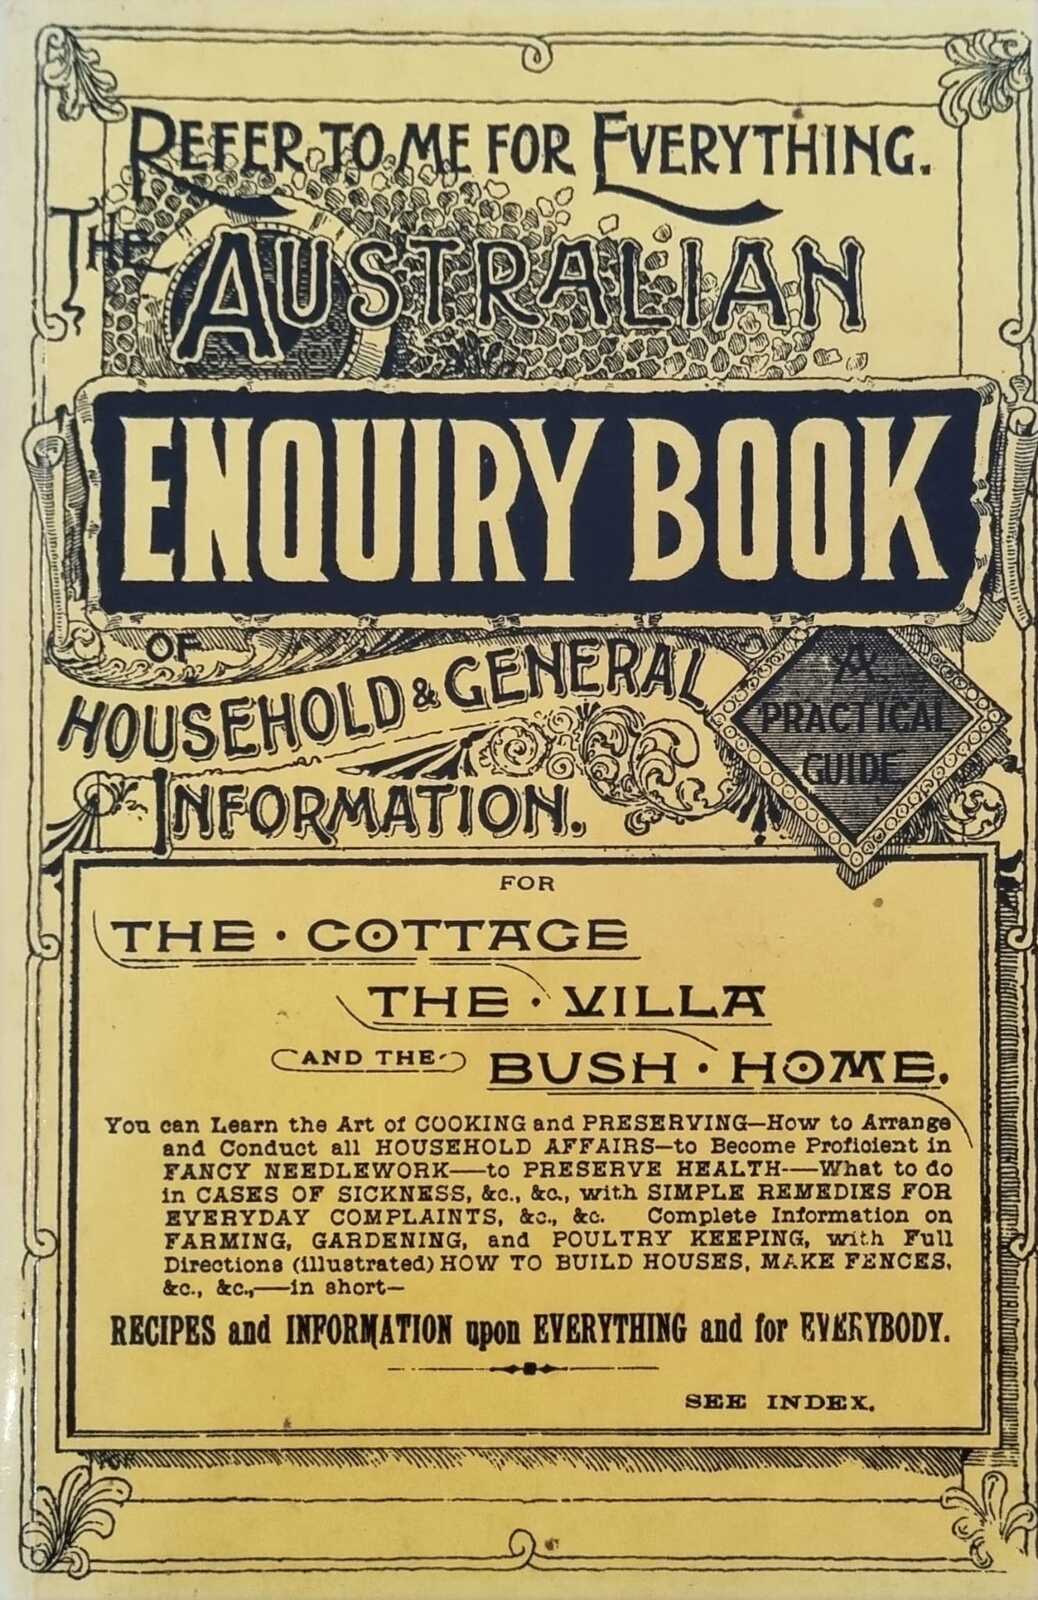 REFER TO ME FOR EVERYTHING.
THE
AUSTRALIAN
ENQUIRY BOOK
OF
HOUSEHOLD & GENERAL
INFORMATION.
A
PRACTICAL
GUIDE
FOR
THE · COTTAGE
THE · VILLA
AND THE
BUSH · HOME.
You can Learn the Art of COOKING and PRESERVING—How to Arrange
and Conduct all HOUSEHOLD AFFAIRS—to Become Proficient in
FANCY NEEDLEWORK—to PRESERVE HEALTH—What to do
in CASES OF SICKNESS, &c., &c., with SIMPLE REMEDIES FOR
EVERYDAY COMPLAINTS, &c., &c. Complete Information on
FARMING, GARDENING, and POULTRY KEEPING, with Full
Directions (illustrated) HOW TO BUILD HOUSES, MAKE FENCES,
&c., &c.,—in short—
RECIPES and INFORMATION upon EVERYTHING and for EVERYBODY.
SEE INDEX.